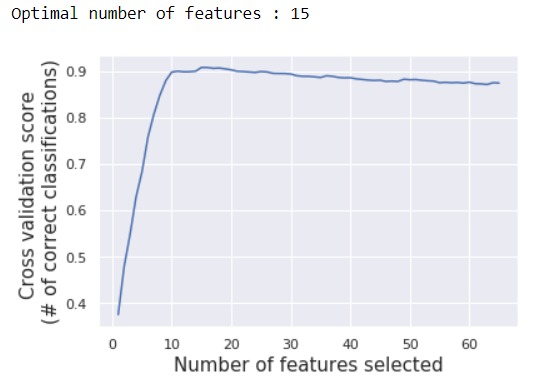 Optimal number of features : 15
Cross validation score
(# of correct classifications)
0.9
0.8
0.7
0.6
0.5
0.4
0 10 20 30 40 50 60
Number of features selected